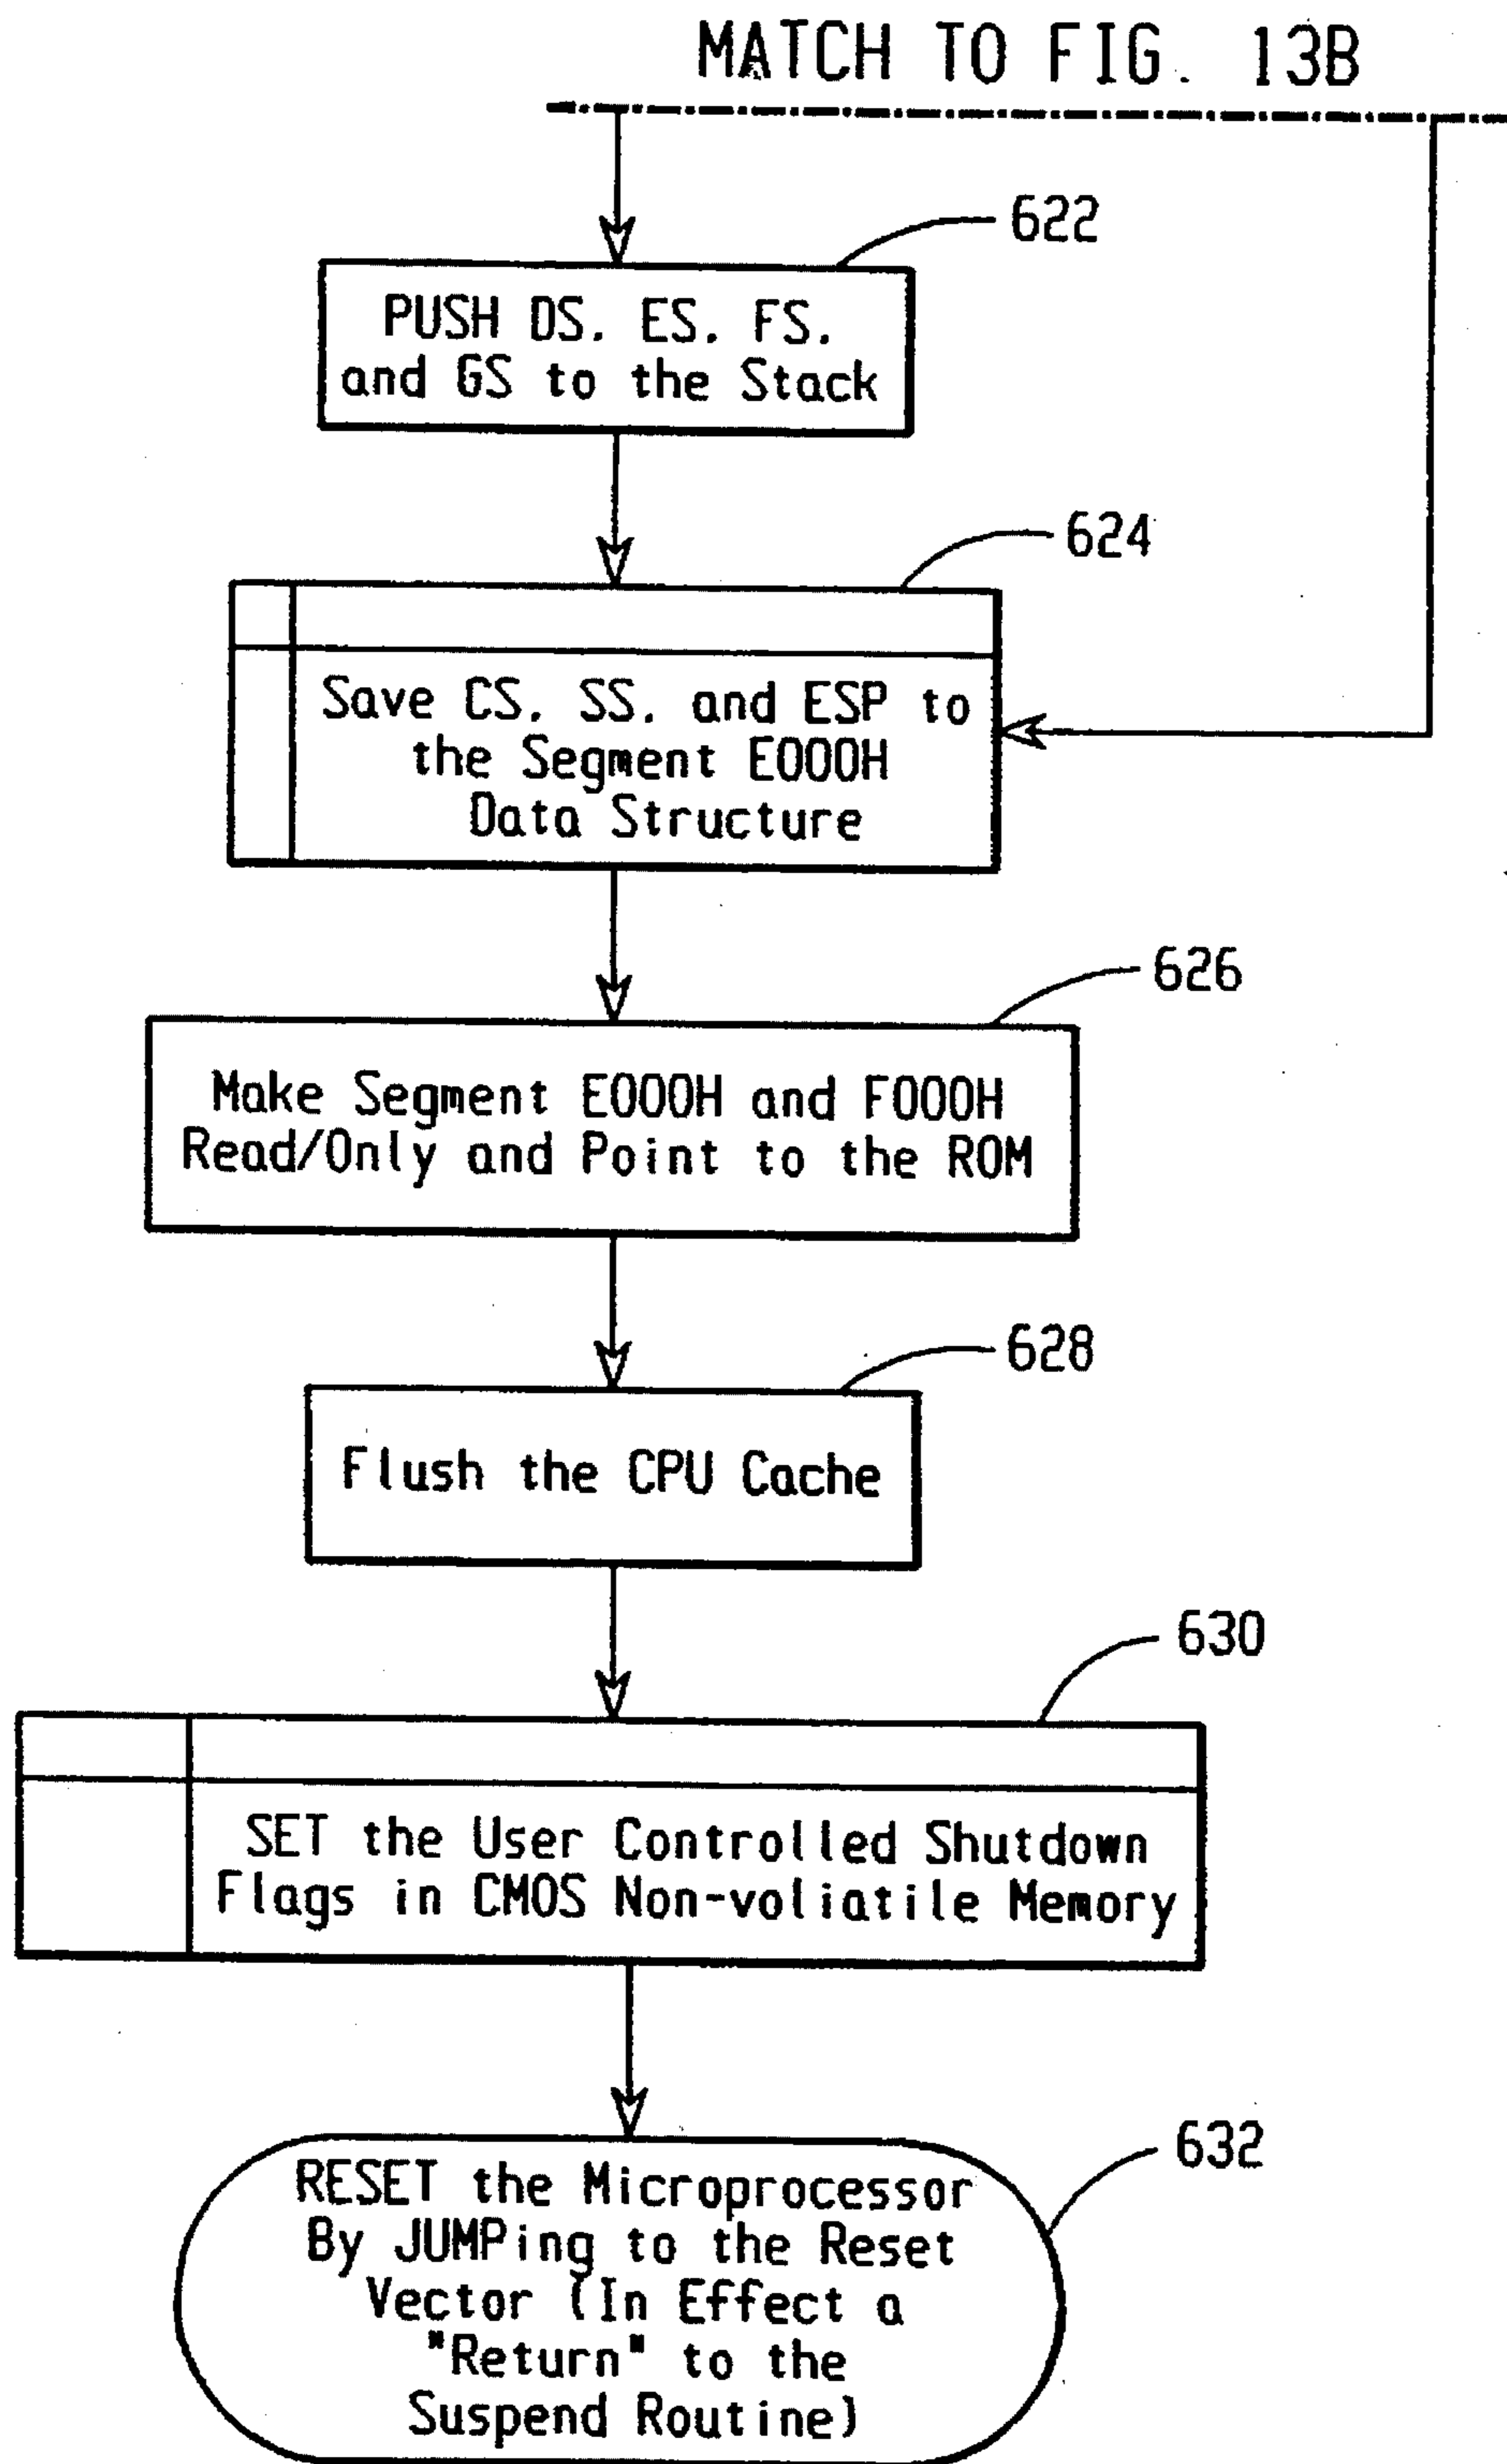 MATCH TO FIG. 13B
622
PUSH DS, ES, FS,
and GS to the Stack
624
Save CS, SS, and ESP to
the Segment E000H
Data Structure
626
Make Segment E000H and F000H
Read/Only and Point to the ROM
628
Flush the CPU Cache
630
SET the User Controlled Shutdown
Flags in CMOS Non-voliatile Memory
632
RESET the Microprocessor
By JUMPing to the Reset
Vector (In Effect a
"Return" to the
Suspend Routine)